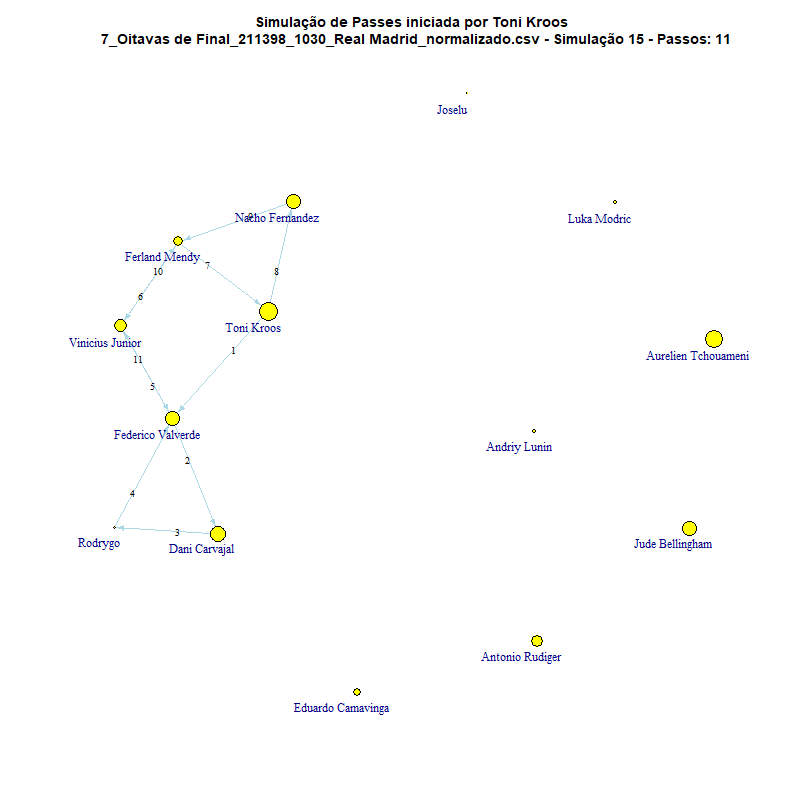 Simulação de Passes iniciada por Toni Kroos
7_Oitavas de Final_211398_1030_Real Madrid_normalizado.csv - Simulação 15 - Passos: 11
Joselu
Luka Modric
9
Nacho Fernandez
Ferland Mendy
7
10
8
6
Toni Kroos
Vinicius Junior
1
Aurelien Tchouameni
11
5
Federico Valverde
Andriy Lunin
2
4
3
Rodrygo
Dani Carvajal
Jude Bellingham
Antonio Rudiger
Eduardo Camavinga